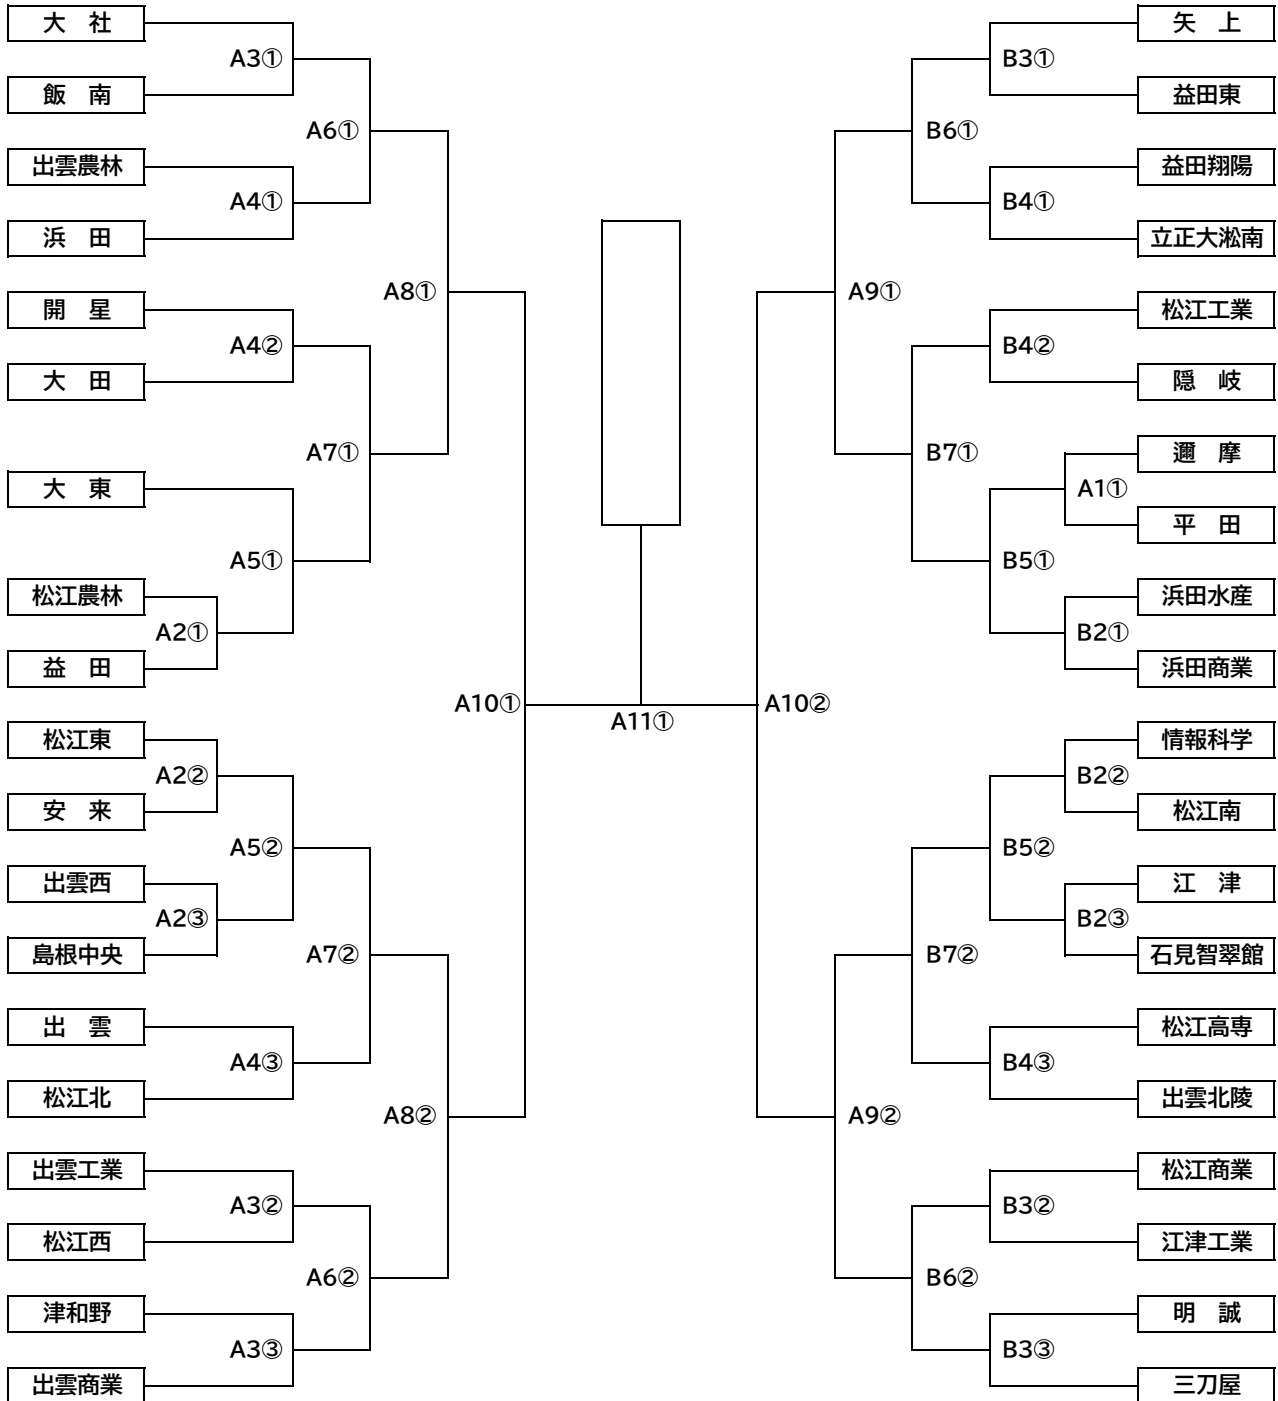 大　社
A3①
飯　南
A6①
出雲農林
A4①
浜　田
A8①
開　星
A4②
大　田
A7①
大　東
A5①
松江農林
A2①
益　田
A10①
松江東
A2②
安　来
A5②
出雲西
A2③
島根中央
A7②
出　雲
A4③
松江北
A8②
出雲工業
A3②
松江西
A6②
津和野
A3③
出雲商業
A11①
矢　上
B3①
益田東
B6①
益田翔陽
B4①
立正大淞南
A9①
松江工業
B4②
隠　岐
B7①
邇　摩
A1①
平　田
B5①
浜田水産
B2①
浜田商業
A10②
情報科学
B2②
松江南
B5②
江　津
B2③
石見智翠館
B7②
松江高専
B4③
出雲北陵
A9②
松江商業
B3②
江津工業
B6②
明　誠
B3③
三刀屋